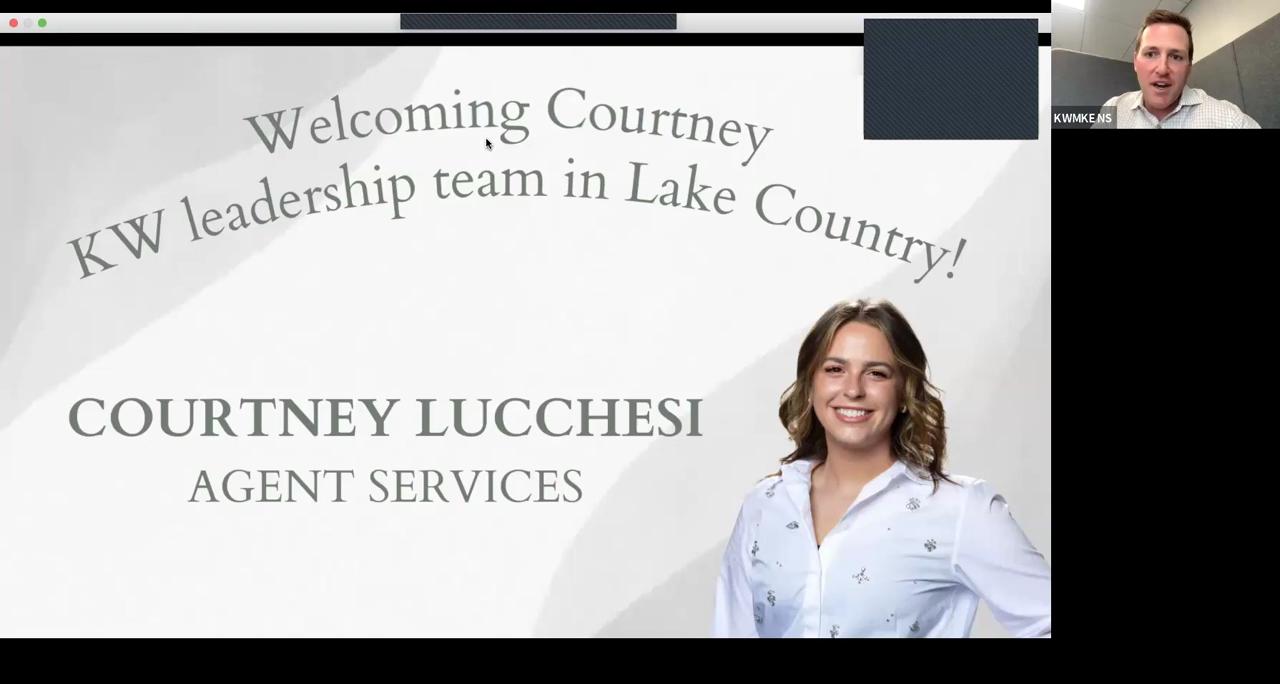 Welcoming Courtney
KW leadership team in Lake Country!
COURTNEY LUCCHESI
AGENT SERVICES
KWMKE NS